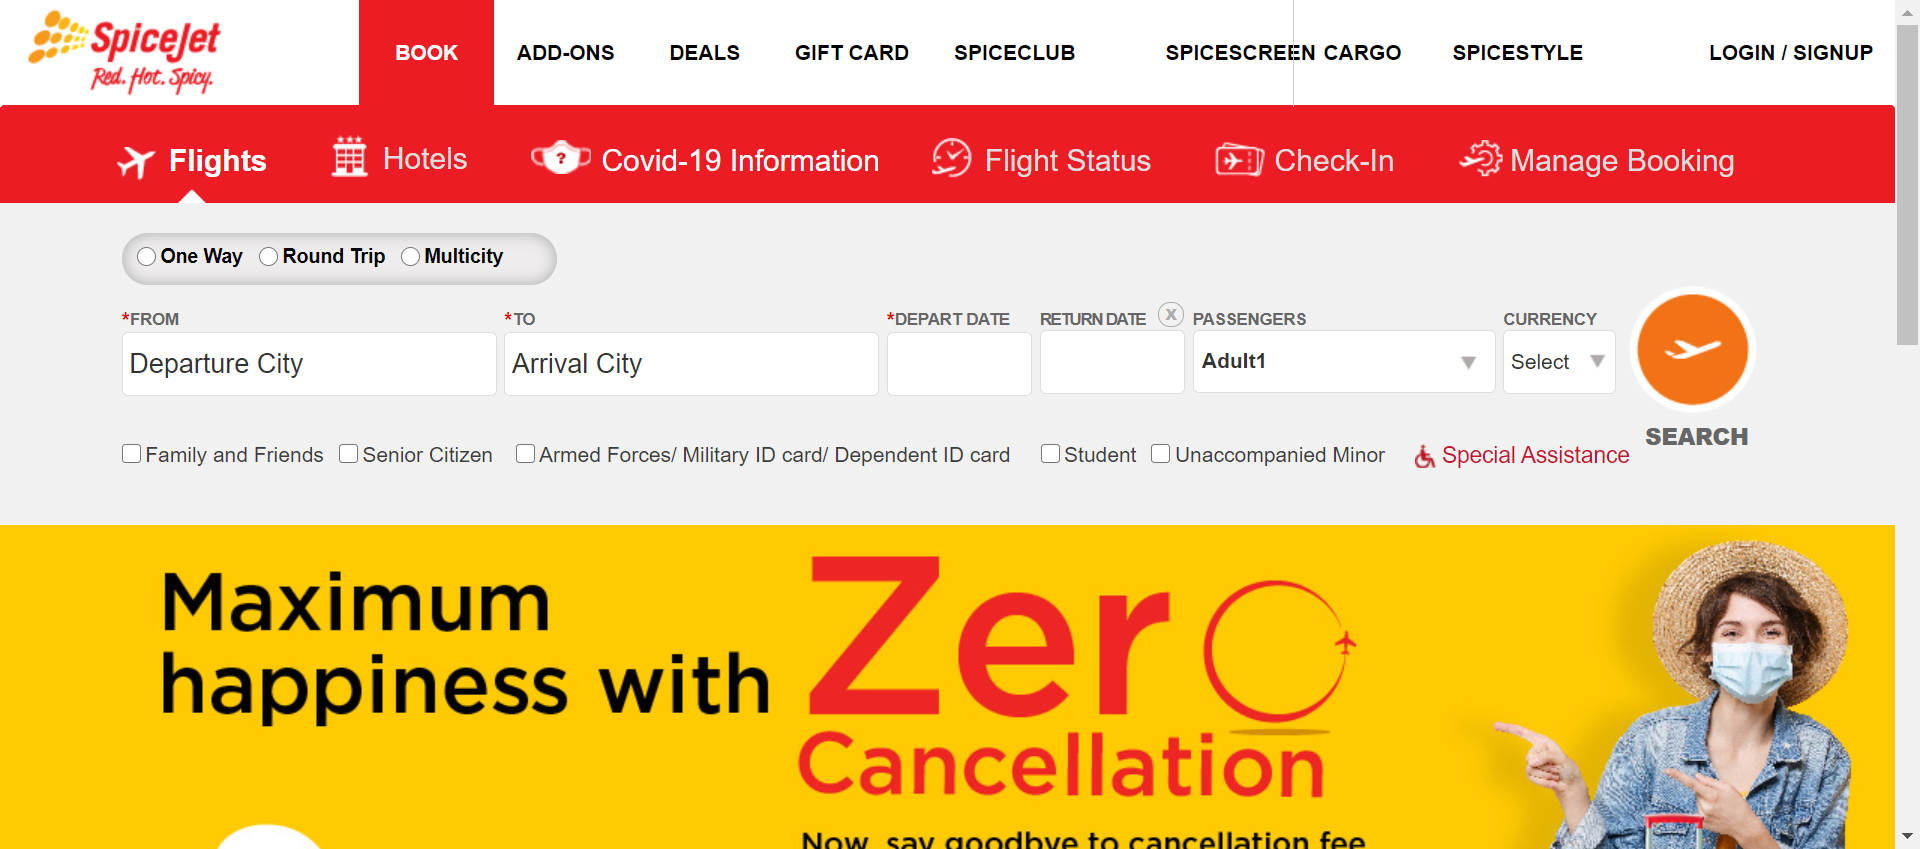 SpiceJet
Red. Hot. Spicy.
BOOK ADD-ONS DEALS GIFT CARD SPICECLUB SPICESCREEN CARGO SPICESTYLE LOGIN / SIGNUP
Flights Hotels ? Covid-19 Information Flight Status Check-In Manage Booking
One Way Round Trip Multicity
*FROM *TO *DEPART DATE RETURN DATE X PASSENGERS CURRENCY
Departure City Arrival City Adult1 Select
SEARCH
Family and Friends Senior Citizen Armed Forces/ Military ID card/ Dependent ID card Student Unaccompanied Minor Special Assistance
Maximum
happiness with
Zero
Cancellation
Now, say goodbye to cancellation fee